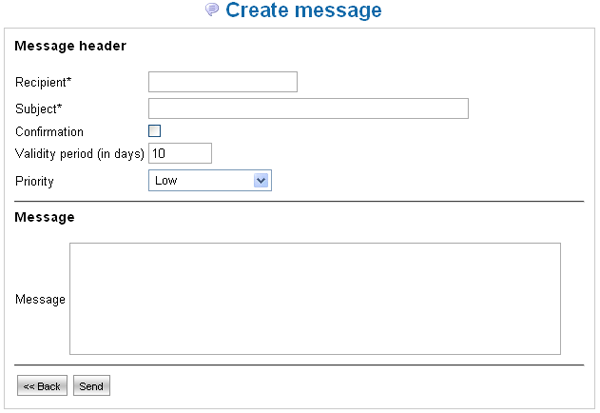 Create message
Message header
Recipient*
Subject*
Confirmation
Validity period (in days) 10
Priority Low
Message
Message
<< Back Send